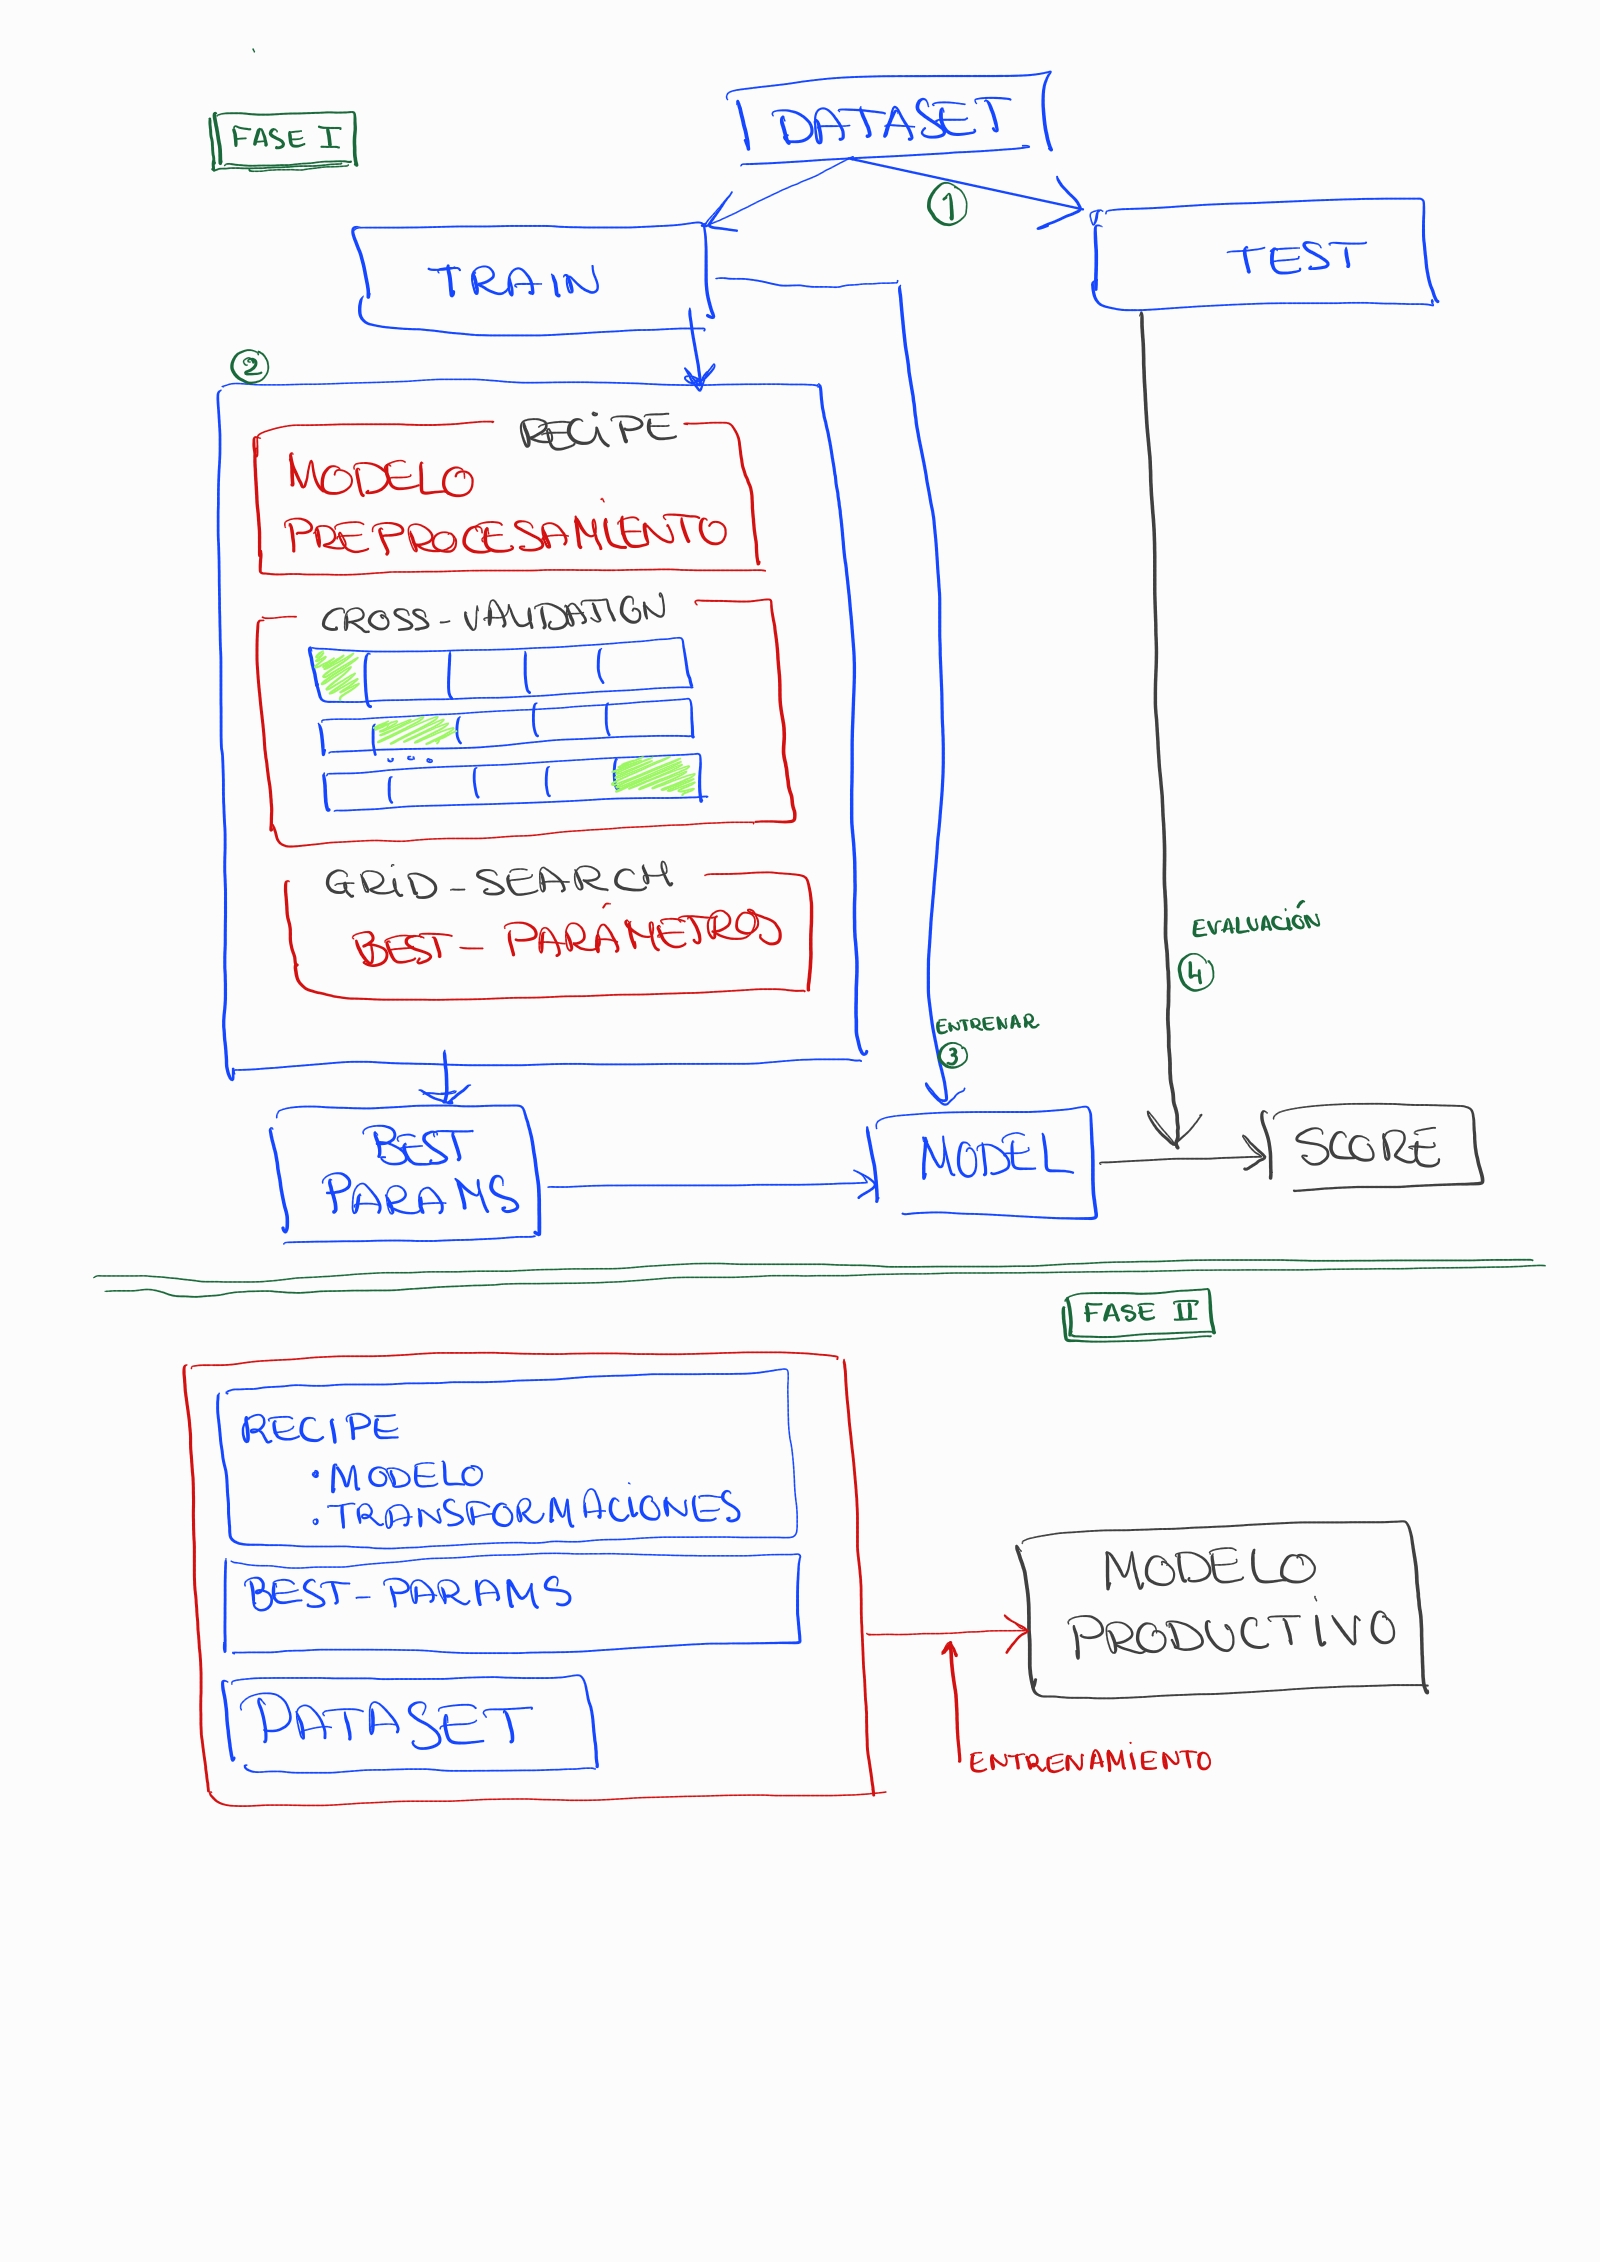 FASE I
DATASET
1
TRAIN
TEST
2
RECIPE
MODELO
PREPROCESAMIENTO
CROSS-VALIDATION
...
GRID-SEARCH
BEST-PARÁMETROS
EVALUACIÓN
4
ENTRENAR
3
BEST
PARAMS
MODEL
SCORE
FASE II
RECIPE
• MODELO
• TRANSFORMACIONES
BEST-PARAMS
DATASET
MODELO
PRODUCTIVO
ENTRENAMIENTO